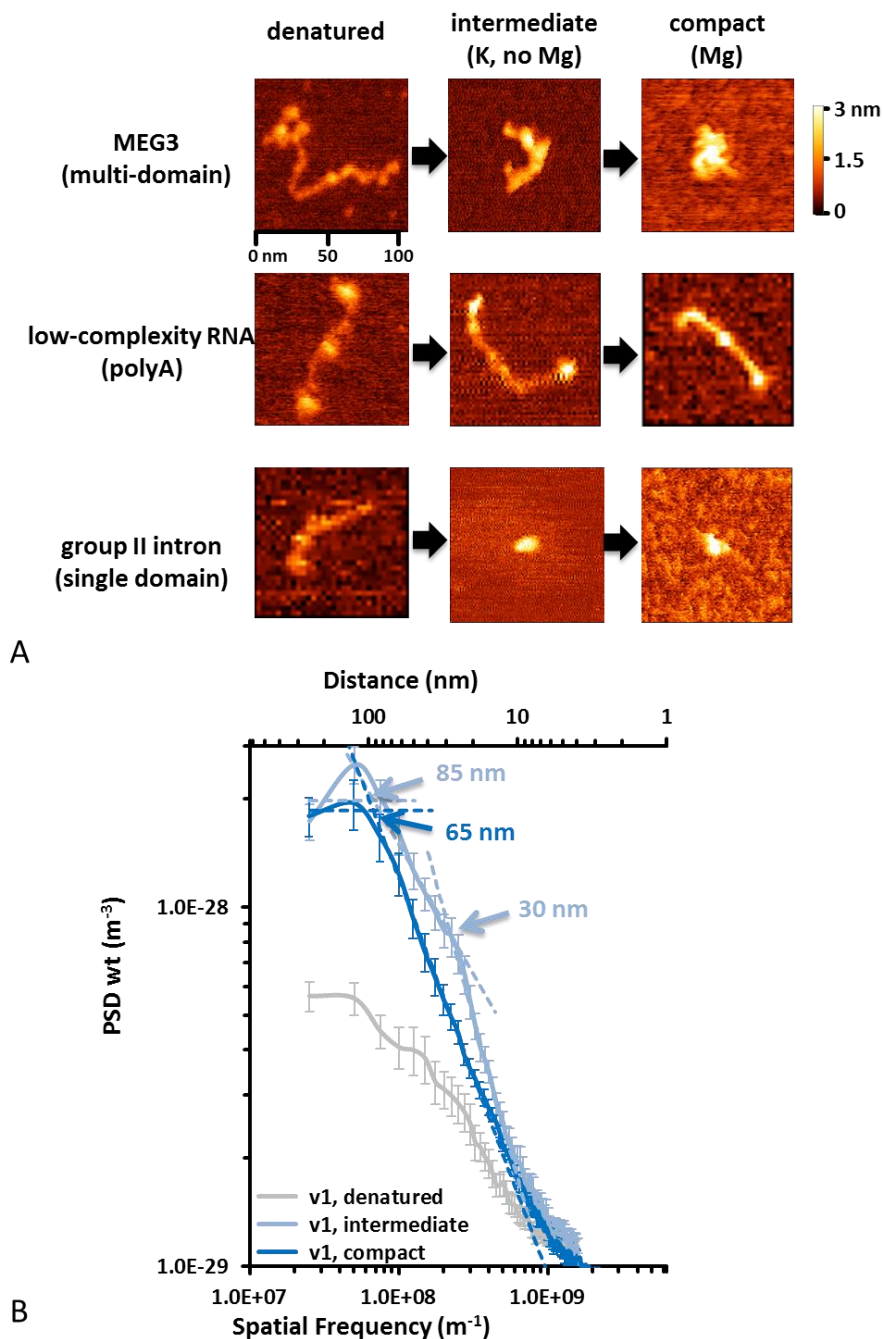 denatured
intermediate
(K, no Mg)
compact
(Mg)
MEG3
(multi-domain)
3 nm
1.5
0
0 nm 50 100
low-complexity RNA
(polyA)
group II intron
(single domain)
A
Distance (nm)
100 10 1
85 nm
65 nm
30 nm
1.0E-28
PSD wt (m-3)
v1, denatured
v1, intermediate
v1, compact
1.0E-29
1.0E+07 1.0E+08 1.0E+09
B
Spatial Frequency (m-1)